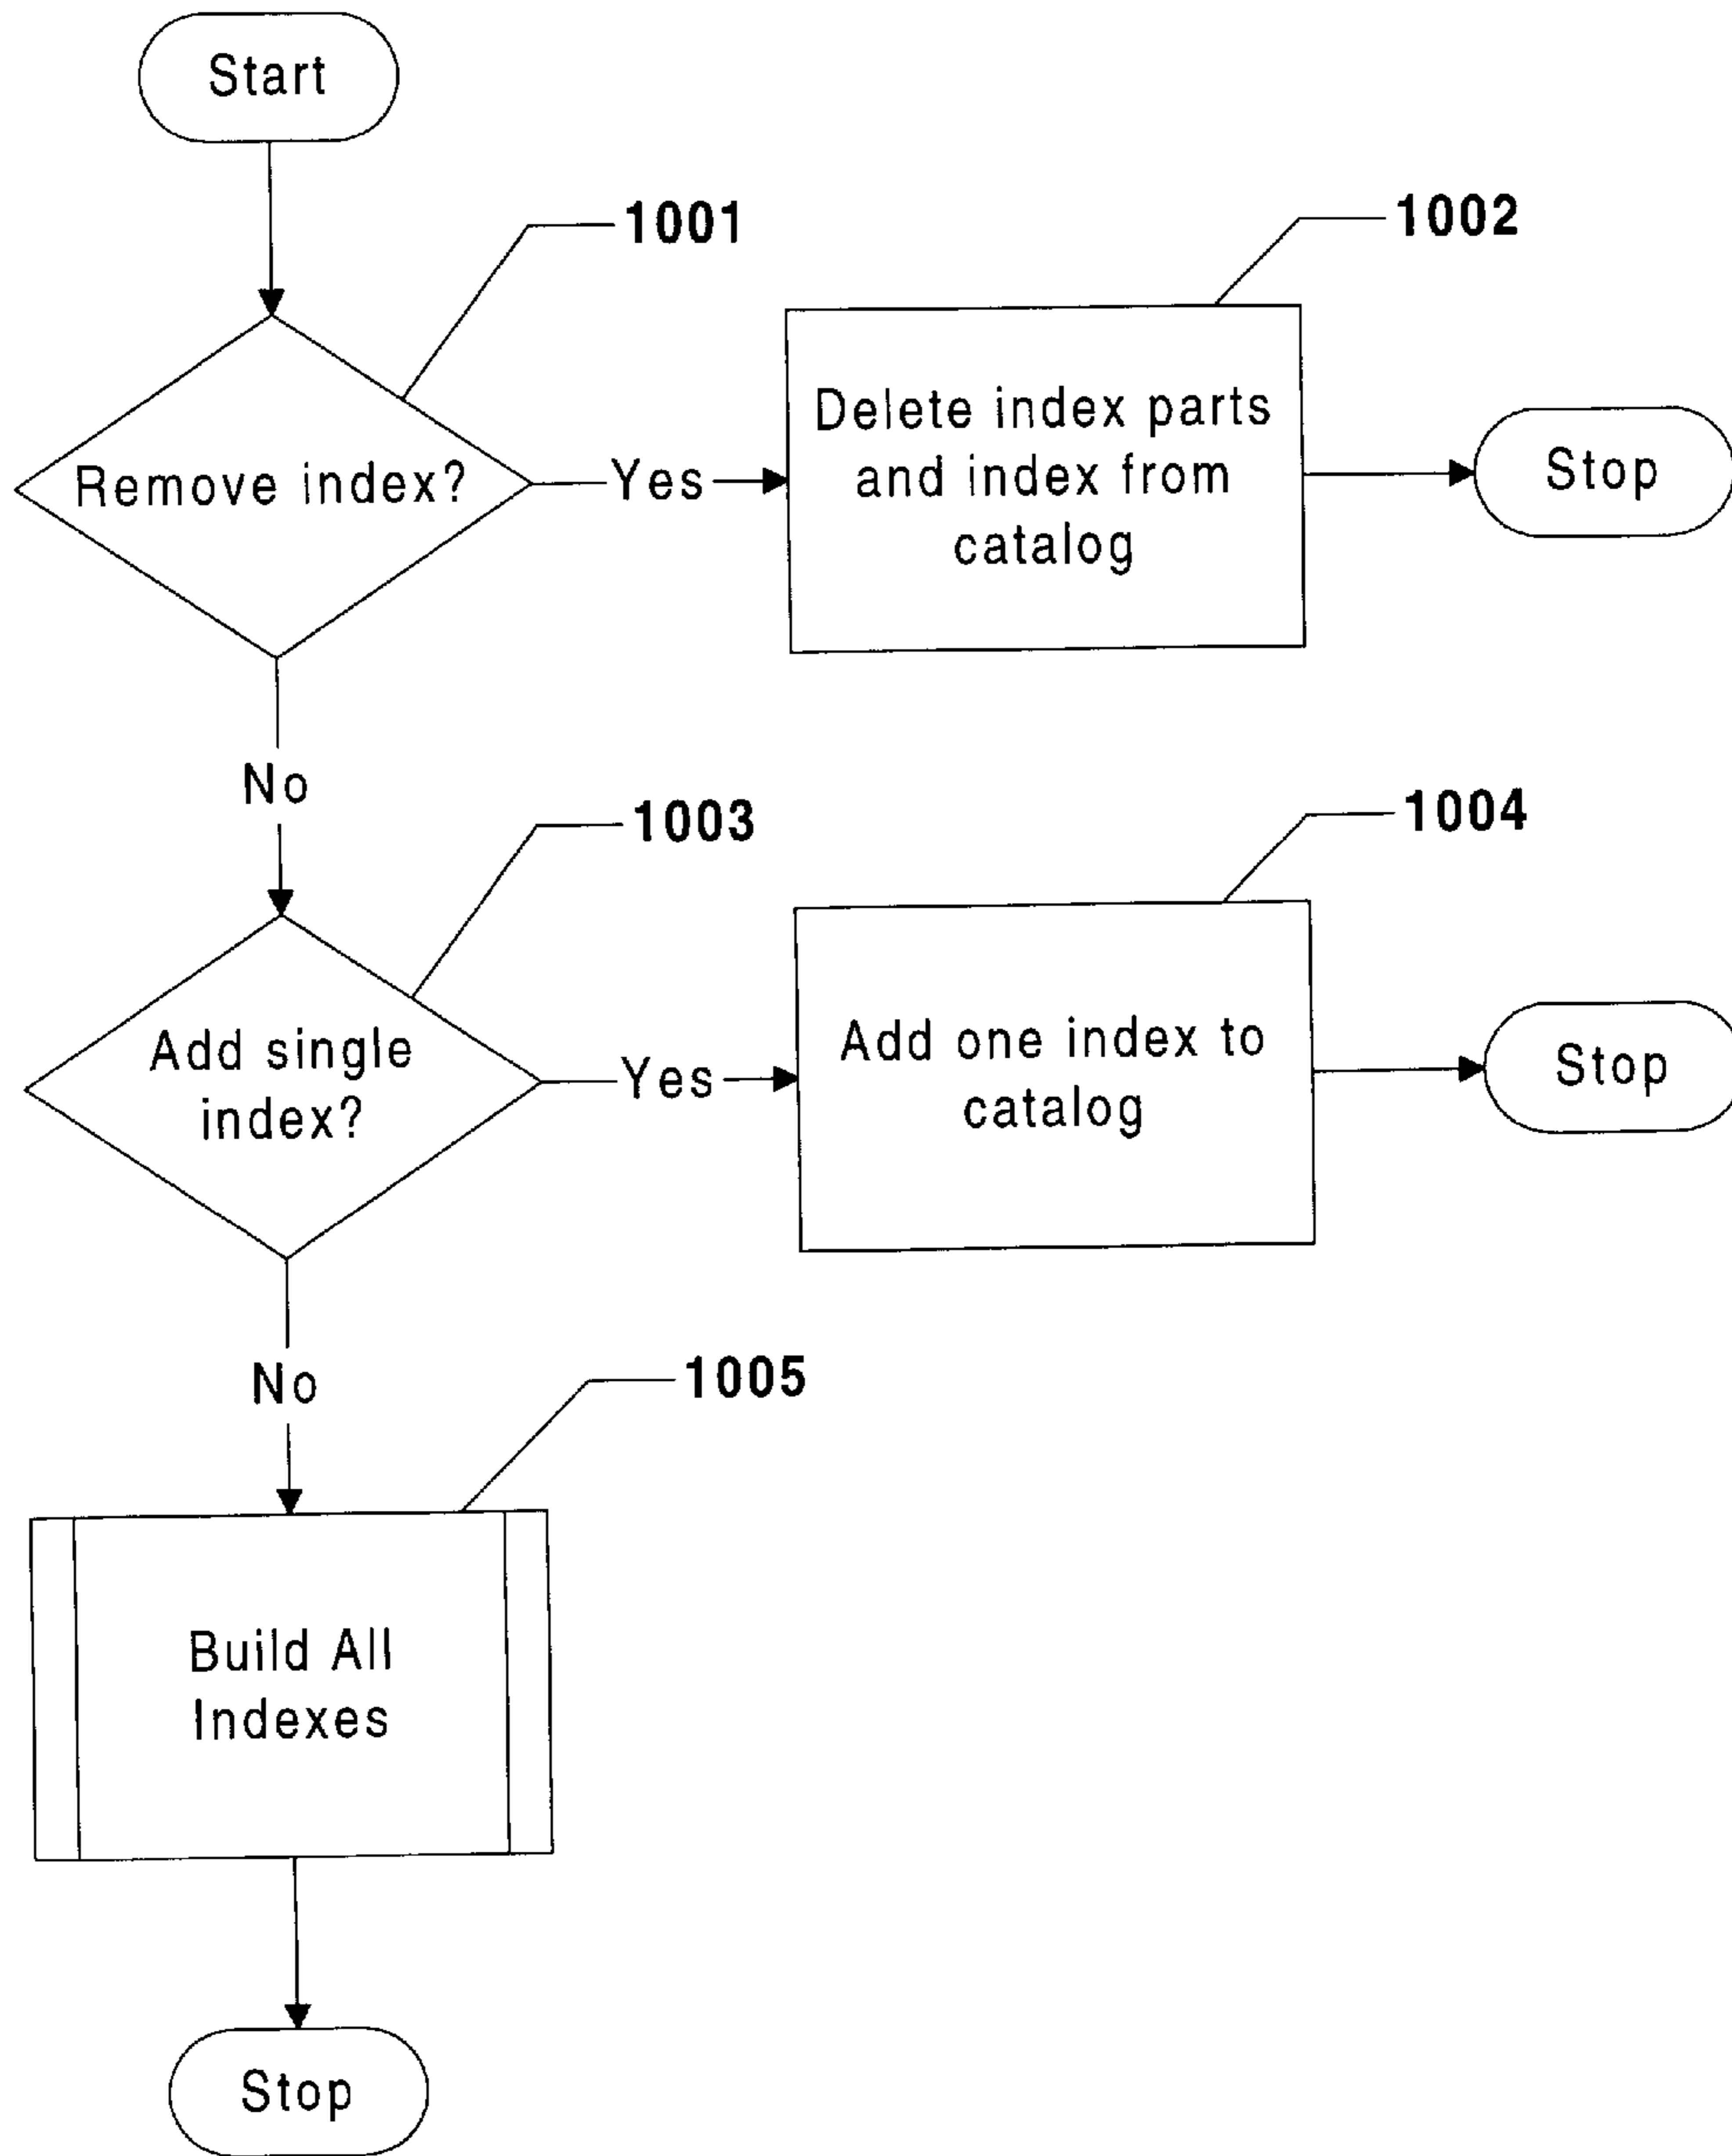 Start
1001
1002
Remove index?
Yes
Delete index parts
and index from
catalog
Stop
No
1003
1004
Add single
index?
Yes
Add one index to
catalog
Stop
No
1005
Build All
Indexes
Stop